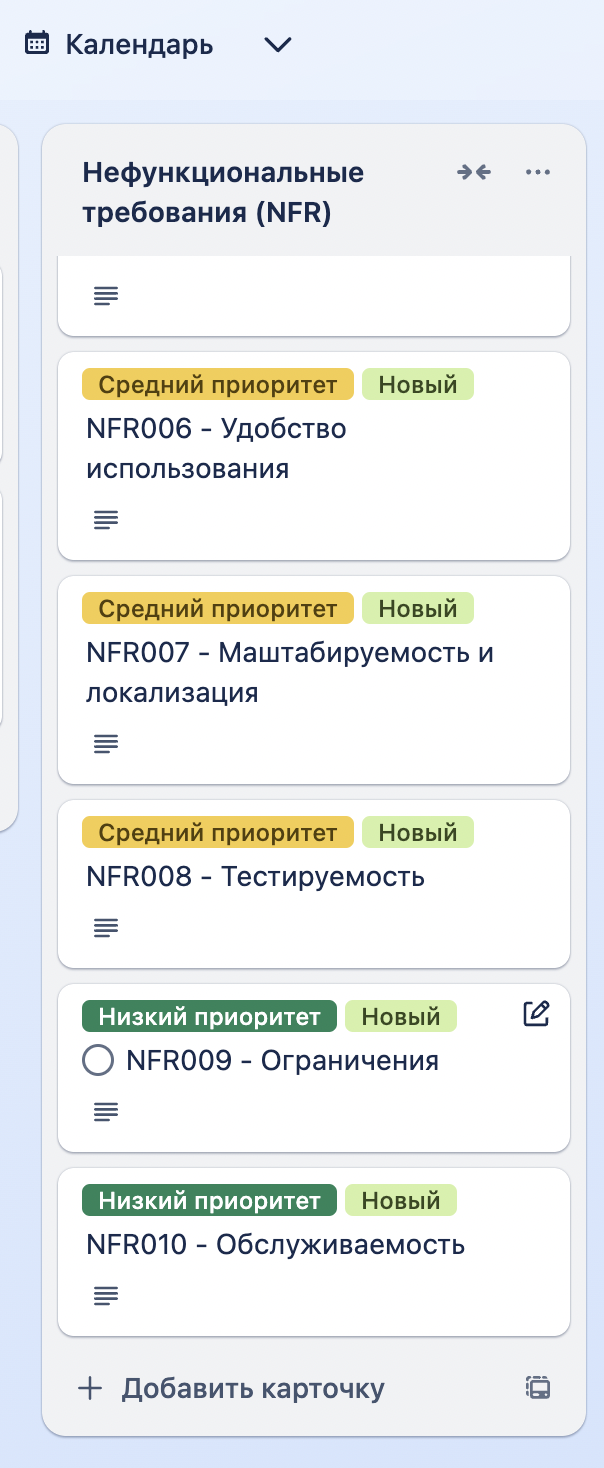 Календарь
Нефункциональные
требования (NFR)
Средний приоритет Новый
NFR006 - Удобство
использования
Средний приоритет Новый
NFR007 - Маштабируемость и
локализация
Средний приоритет Новый
NFR008 - Тестируемость
Низкий приоритет Новый
NFR009 - Ограничения
Низкий приоритет Новый
NFR010 - Обслуживаемость
Добавить карточку